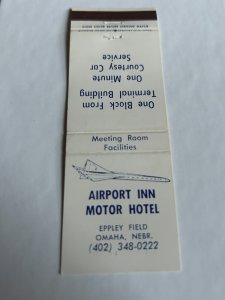 One Block From
Terminal Building
One Minute
Courtesy Car
Service
Meeting Room
Facilities
AIRPORT INN
MOTOR HOTEL
EPPLEY FIELD
OMAHA, NEBR.
(402) 348-0222